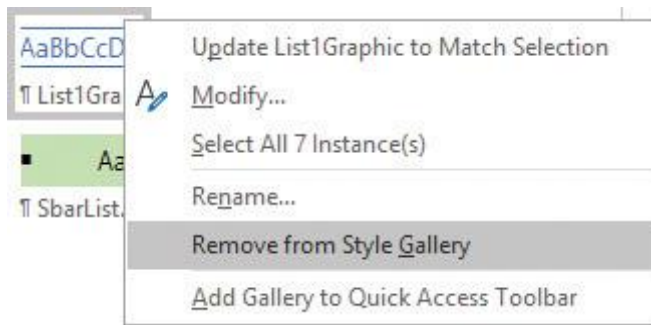 AaBbCcD
¶ List1Gra
Aa
¶ SbarList.
Update List1Graphic to Match Selection
Modify...
Select All 7 Instance(s)
Rename...
Remove from Style Gallery
Add Gallery to Quick Access Toolbar